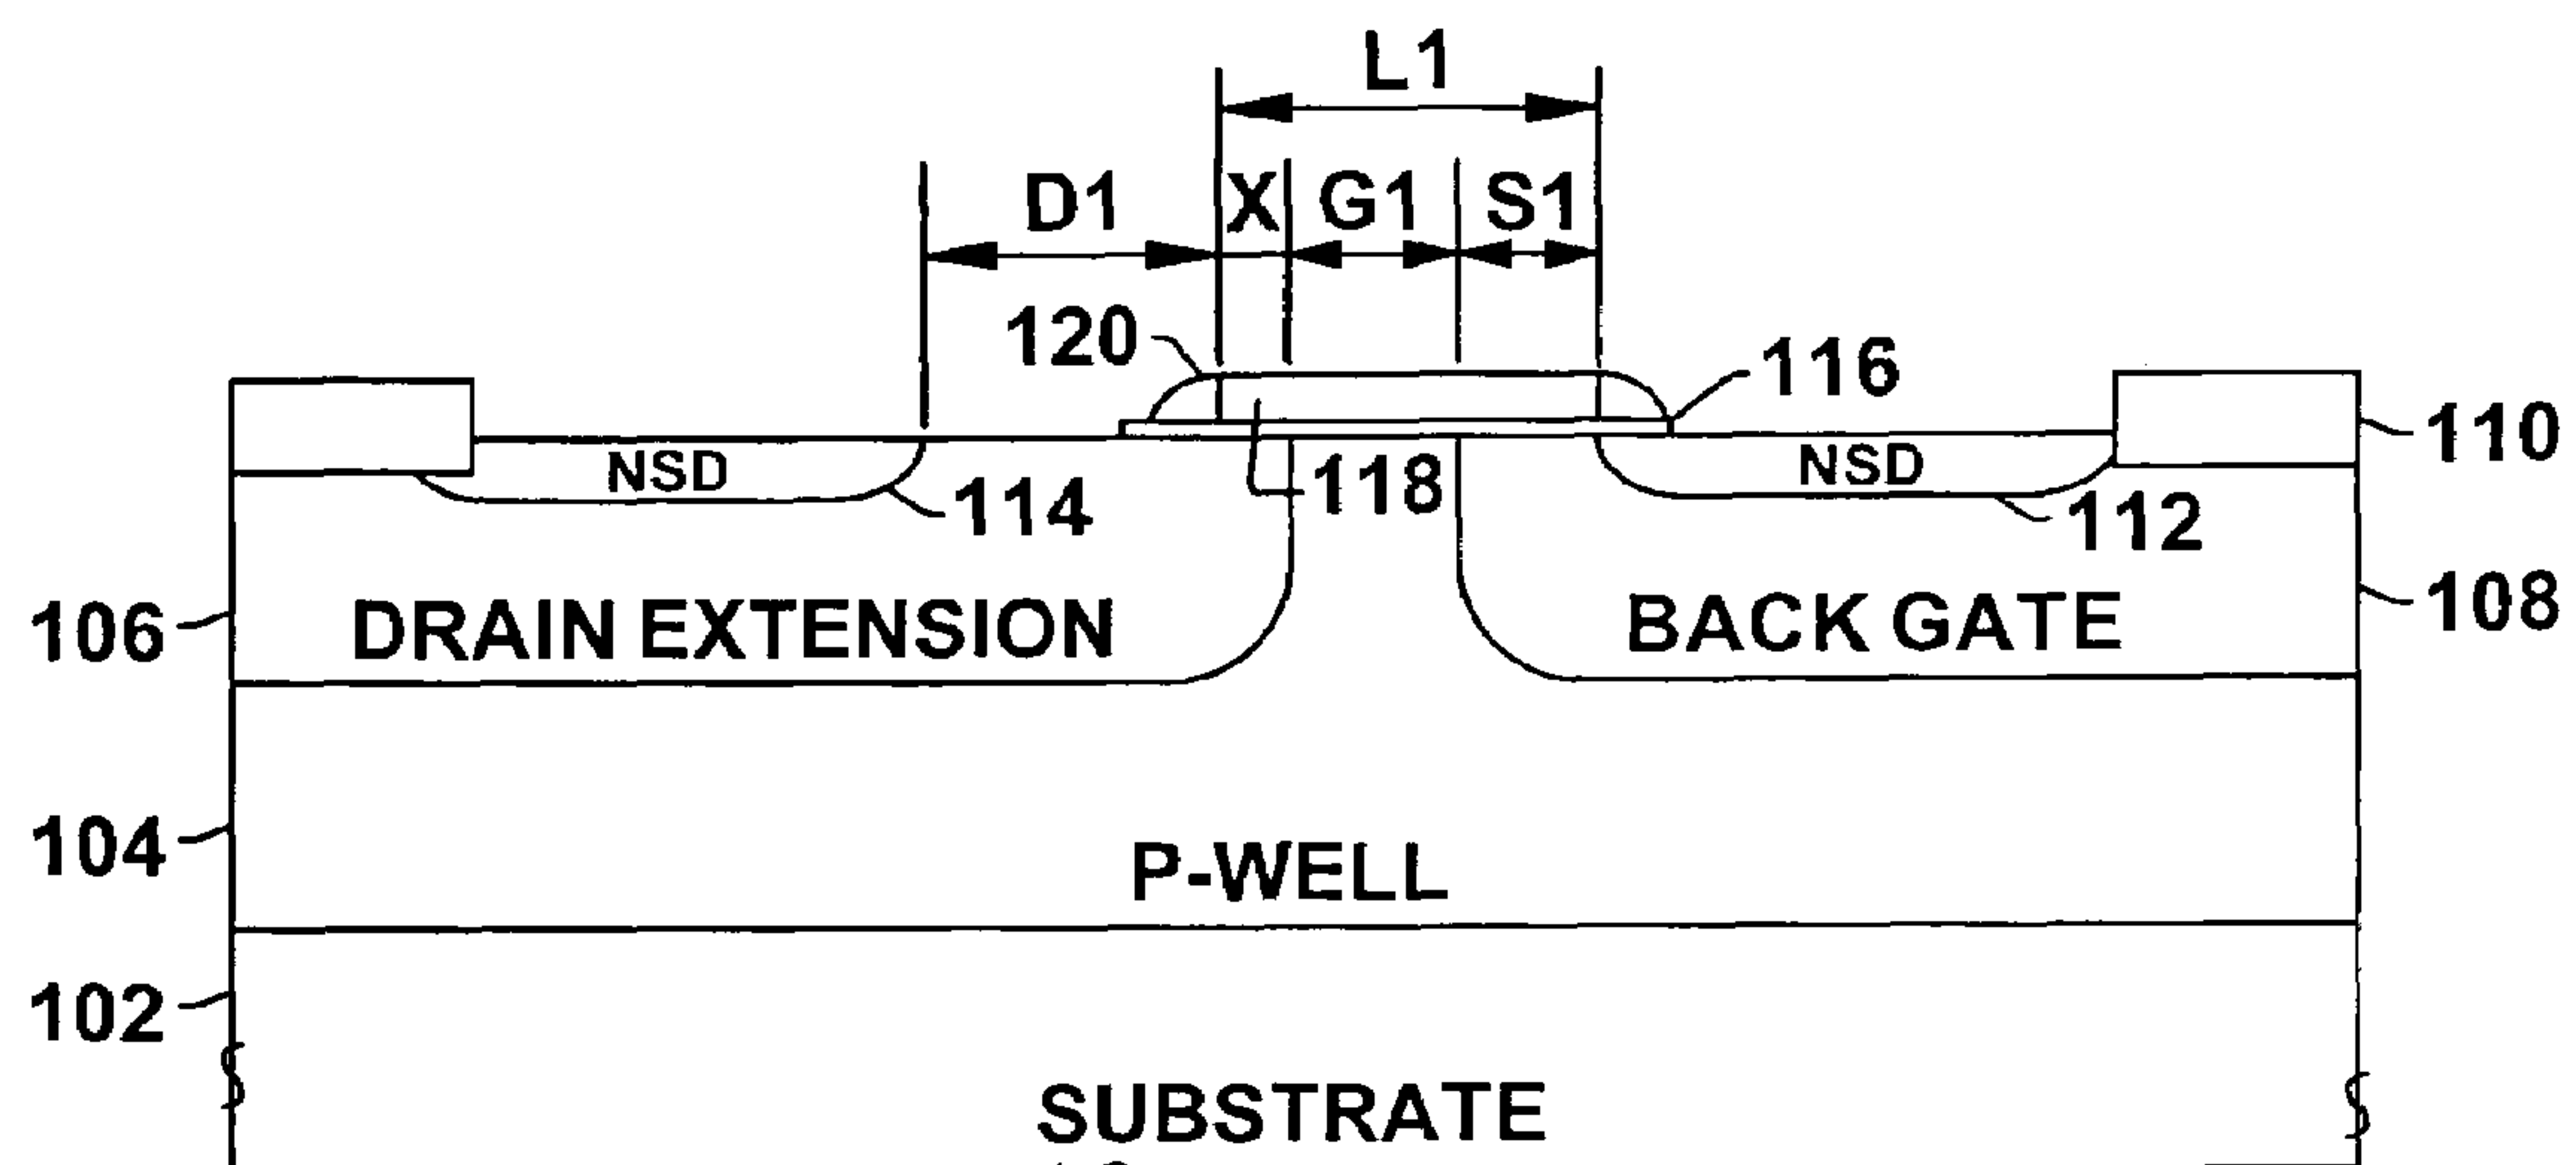 L1
D1 X G1 S1
120
116
110
NSD
NSD
114
118
112
106
DRAIN EXTENSION
BACK GATE
108
104
P-WELL
102
SUBSTRATE